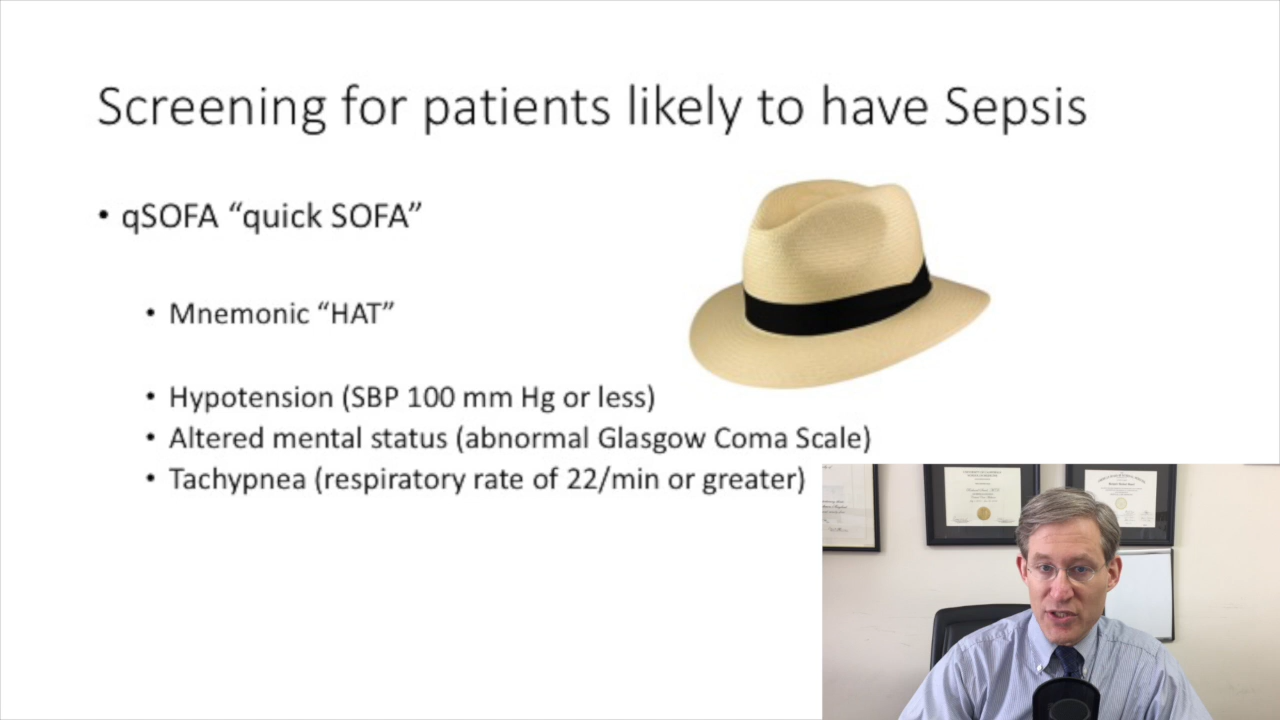 Screening for patients likely to have Sepsis
• qSOFA “quick SOFA”
• Mnemonic “HAT”
• Hypotension (SBP 100 mm Hg or less)
• Altered mental status (abnormal Glasgow Coma Scale)
• Tachypnea (respiratory rate of 22/min or greater)